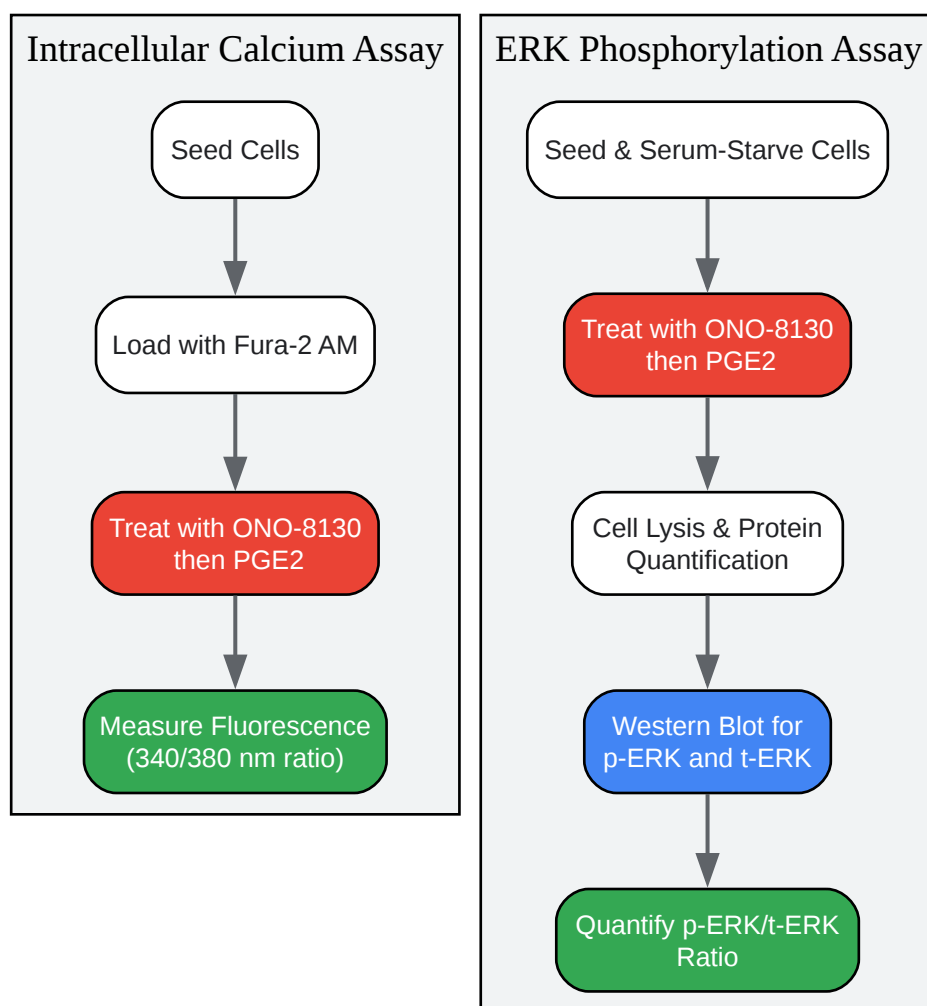 Intracellular Calcium Assay
Seed Cells
Load with Fura-2 AM
Treat with ONO-8130
then PGE2
Measure Fluorescence
(340/380 nm ratio)
ERK Phosphorylation Assay
Seed & Serum-Starve Cells
Treat with ONO-8130
then PGE2
Cell Lysis & Protein
Quantification
Western Blot for
p-ERK and t-ERK
Quantify p-ERK/t-ERK
Ratio